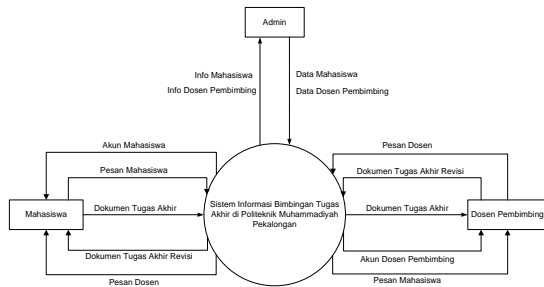 Admin
Info Mahasiswa
Info Dosen Pembimbing
Data Mahasiswa
Data Dosen Pembimbing
Akun Mahasiswa
Pesan Mahasiswa
Mahasiswa
Dokumen Tugas Akhir
Dokumen Tugas Akhir Revisi
Pesan Dosen
Sistem Informasi Bimbingan Tugas
Akhir di Politeknik Muhammadiyah
Pekalongan
Pesan Dosen
Dokumen Tugas Akhir Revisi
Dokumen Tugas Akhir
Dosen Pembimbing
Akun Dosen Pembimbing
Pesan Mahasiswa